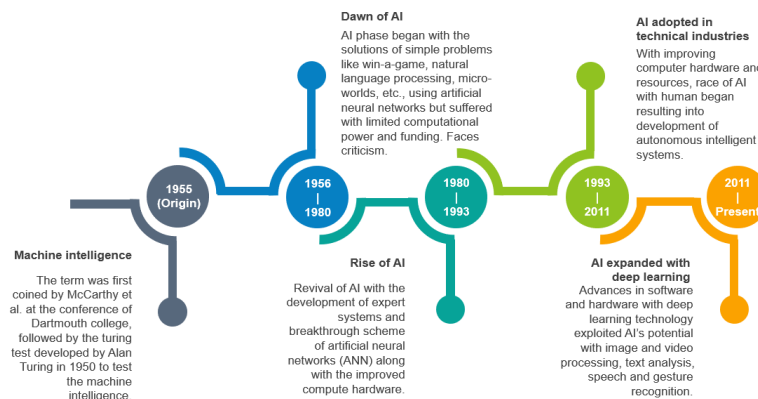 Dawn of AI
AI phase began with the
solutions of simple problems
like win-a-game, natural
language processing, micro-
worlds, etc., using artificial
neural networks but suffered
with limited computational
power and funding. Faces
criticism.
AI adopted in
technical industries
With improving
computer hardware and
resources, race of AI
with human began
resulting into
development of
autonomous intelligent
systems.
1955
(Origin)
1956
|
1980
1980
|
1993
1993
|
2011
2011
|
Present
Machine intelligence
The term was first
coined by McCarthy et
al. at the conference of
Dartmouth college,
followed by the turing
test developed by Alan
Turing in 1950 to test
the machine
intelligence.
Rise of AI
Revival of AI with the
development of expert
systems and
breakthrough scheme
of artificial neural
networks (ANN) along
with the improved
compute hardware.
AI expanded with
deep learning
Advances in software
and hardware with deep
learning technology
exploited AI's potential
with image and video
processing, text analysis,
speech and gesture
recognition.